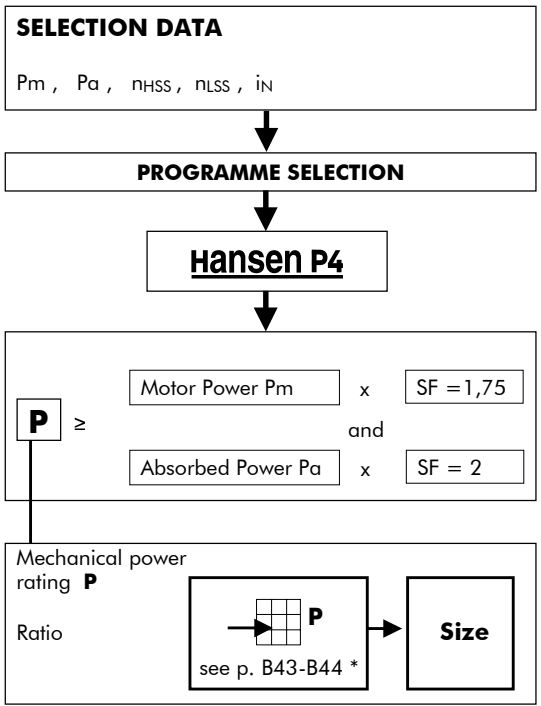 SELECTION DATA
Pm , Pa , nHSS , nLSS , iN
PROGRAMME SELECTION
Hansen P4
Motor Power Pm x SF =1,75
P ≥
and
Absorbed Power Pa x SF = 2
Mechanical power
rating P
P
Ratio
Size
see p. B43-B44 *